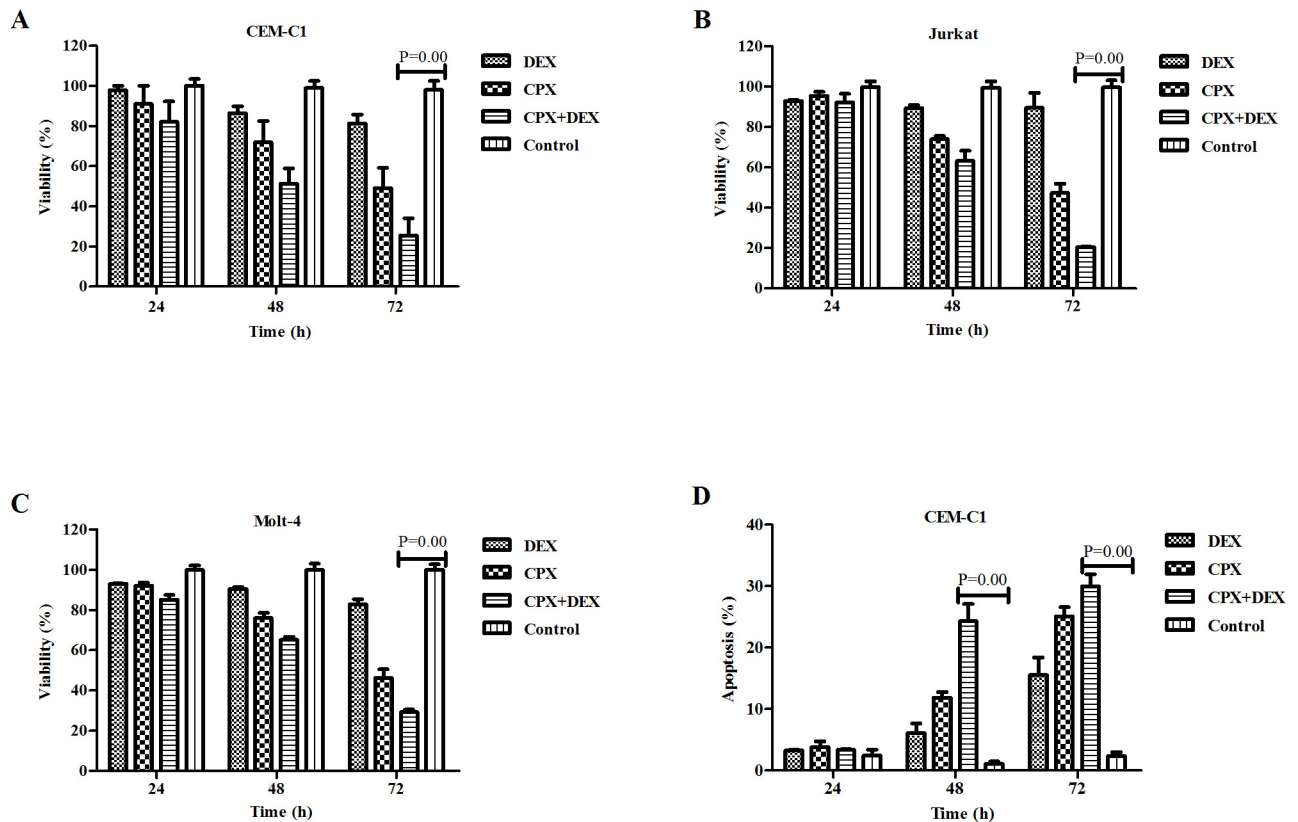 A
CEM-C1
120
100
80
60
40
20
0
Viability (%)
P=0.00
24
48
72
Time (h)
DEX
CPX
CPX+DEX
Control
B
Jurkat
120
100
80
60
40
20
0
Viability (%)
P=0.00
24
48
72
Time (h)
DEX
CPX
CPX+DEX
Control
C
Molt-4
120
100
80
60
40
20
0
Viability (%)
P=0.00
24
48
72
Time (h)
DEX
CPX
CPX+DEX
Control
D
CEM-C1
40
30
20
10
0
Apoptosis (%)
P=0.00
P=0.00
24
48
72
Time (h)
DEX
CPX
CPX+DEX
Control